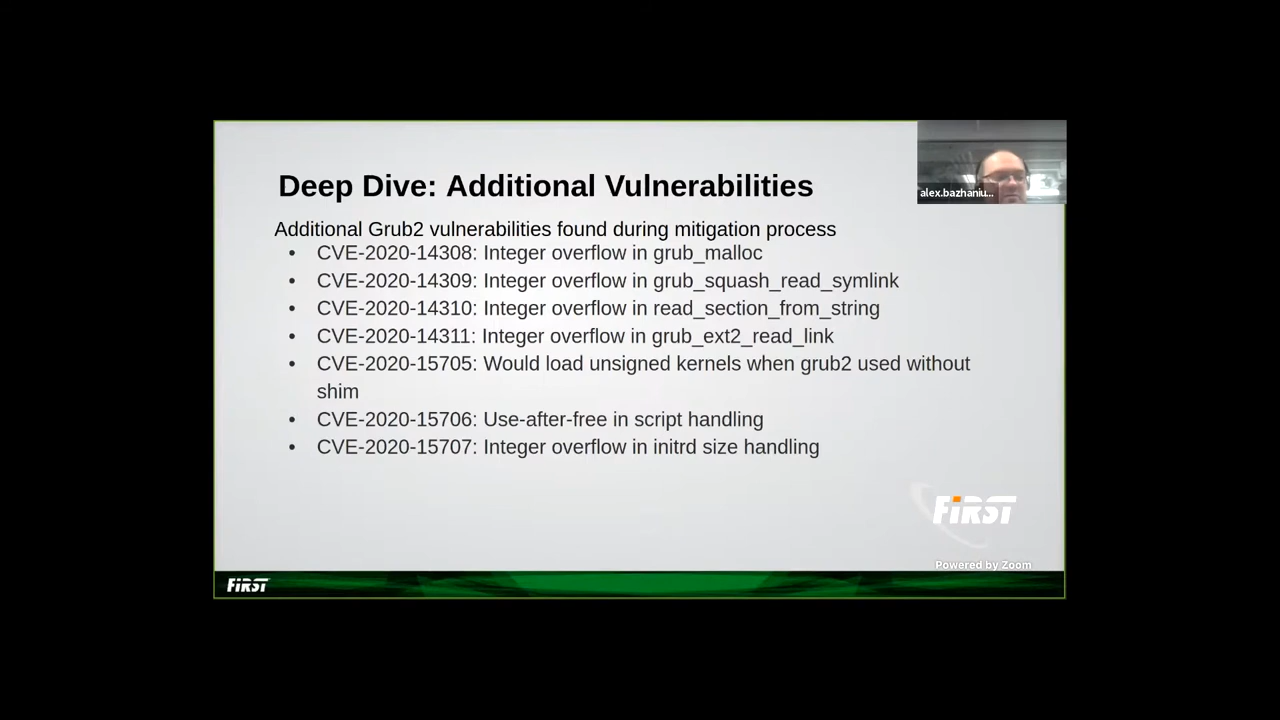 Deep Dive: Additional Vulnerabilities
alex.bazhaniu...
Additional Grub2 vulnerabilities found during mitigation process
• CVE-2020-14308: Integer overflow in grub_malloc
• CVE-2020-14309: Integer overflow in grub_squash_read_symlink
• CVE-2020-14310: Integer overflow in read_section_from_string
• CVE-2020-14311: Integer overflow in grub_ext2_read_link
• CVE-2020-15705: Would load unsigned kernels when grub2 used without
shim
• CVE-2020-15706: Use-after-free in script handling
• CVE-2020-15707: Integer overflow in initrd size handling
FiRST
Powered by Zoom
FiRST